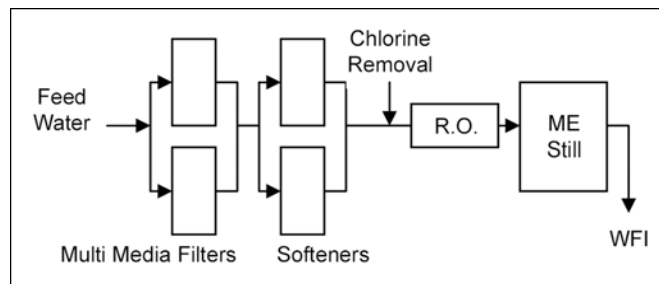 Feed
Water
Multi Media Filters
Softeners
Chlorine
Removal
R.O.
ME
Still
WFI